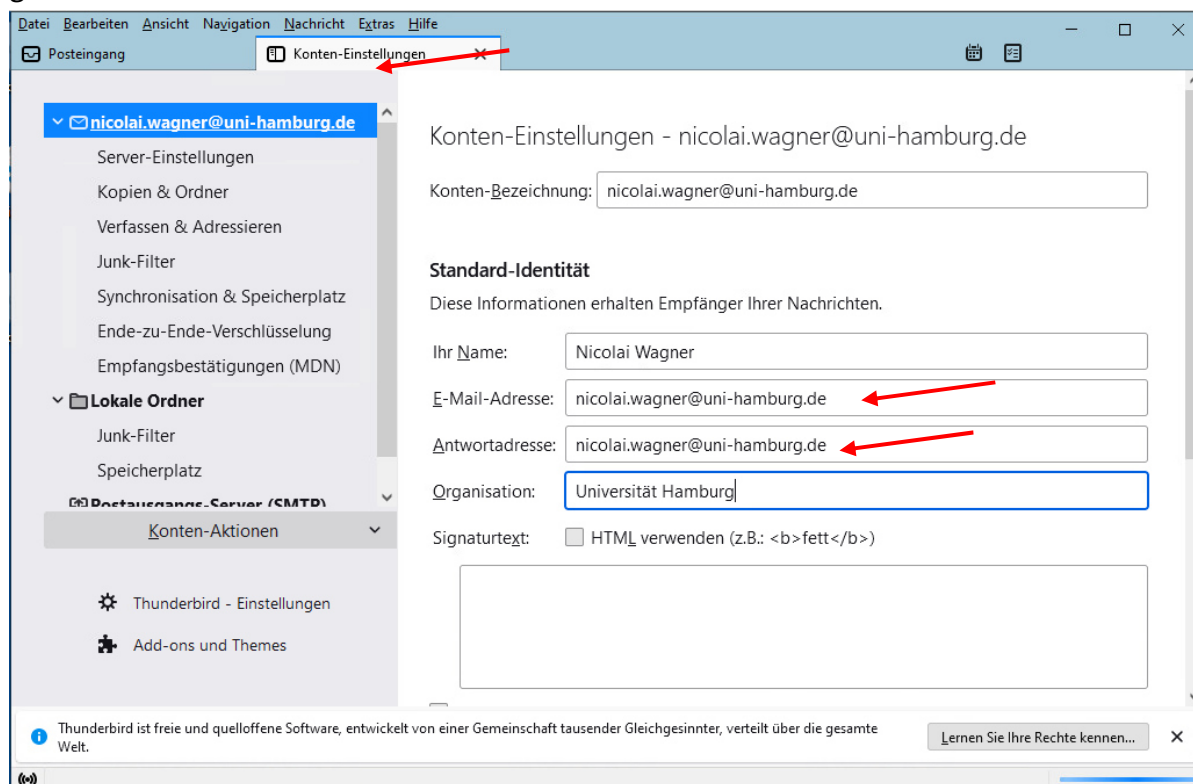 Datei Bearbeiten Ansicht Navigation Nachricht Extras Hilfe
Posteingang
Konten-Einstellungen
nicolai.wagner@uni-hamburg.de
Server-Einstellungen
Kopien & Ordner
Verfassen & Adressieren
Junk-Filter
Synchronisation & Speicherplatz
Ende-zu-Ende-Verschlüsselung
Empfangsbestätigungen (MDN)
Lokale Ordner
Junk-Filter
Speicherplatz
Postausgangs-Server (SMTP)
Konten-Aktionen
Thunderbird - Einstellungen
Add-ons und Themes
Konten-Einstellungen - nicolai.wagner@uni-hamburg.de
Konten-Bezeichnung: nicolai.wagner@uni-hamburg.de
Standard-Identität
Diese Informationen erhalten Empfänger Ihrer Nachrichten.
Ihr Name: Nicolai Wagner
E-Mail-Adresse: nicolai.wagner@uni-hamburg.de
Antwortadresse: nicolai.wagner@uni-hamburg.de
Organisation: Universität Hamburg
Signaturtext: HTML verwenden (z.B.: <b>fett</b>)
Thunderbird ist freie und quelloffene Software, entwickelt von einer Gemeinschaft tausender Gleichgesinnter, verteilt über die gesamte
Welt.
Lernen Sie Ihre Rechte kennen...